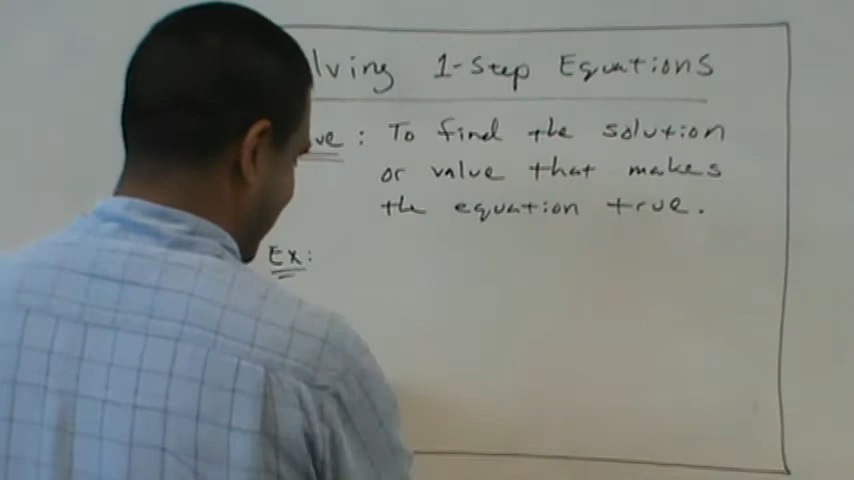 lving 1-Step Equations
ve : To find the solution
or value that makes
the equation true.
Ex: